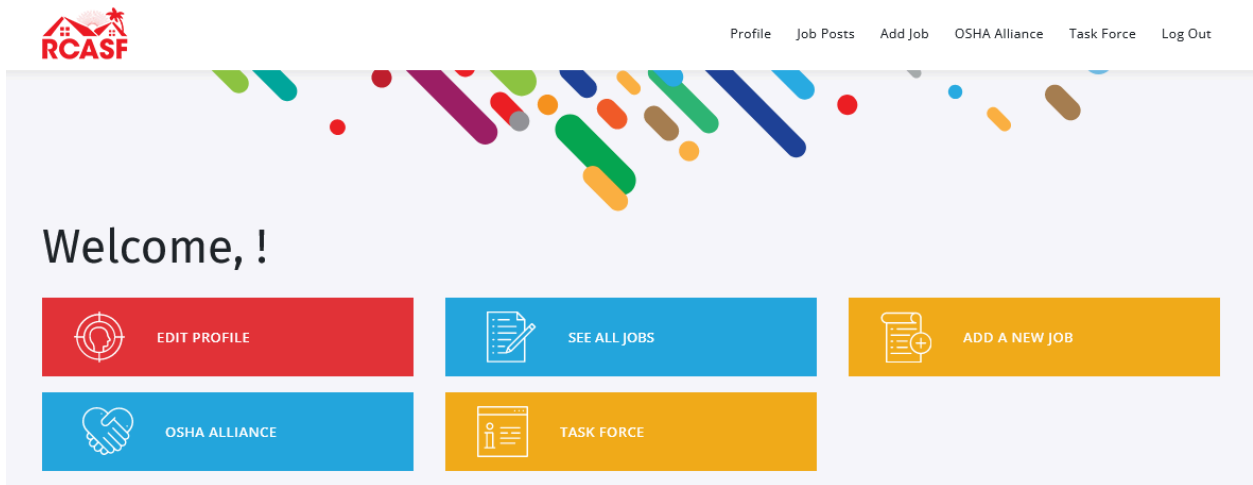 RCASF
Profile Job Posts Add Job OSHA Alliance Task Force Log Out
Welcome, !
EDIT PROFILE
SEE ALL JOBS
ADD A NEW JOB
OSHA ALLIANCE
TASK FORCE